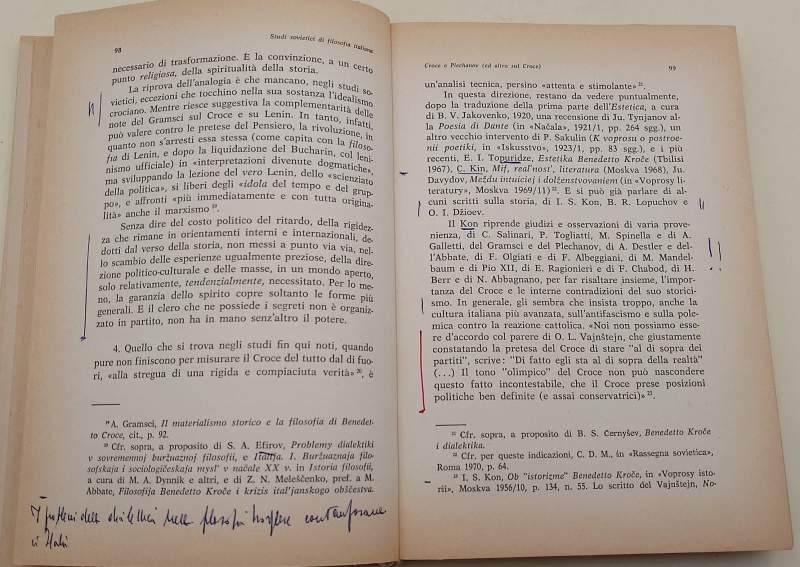 98
Studi sovietici di filosofia italiana
necessario di trasformazione. E la convinzione, a un certo
punto religiosa, della spiritualità della storia.
La riprova dell'analogia è che mancano, negli studi so-
vietici, eccezioni che tocchino nella sua sostanza l'idealismo
crociano. Mentre riesce suggestiva la complementarità delle
note del Gramsci sul Croce e su Lenin. In tanto, infatti,
può valere contro le pretese del Pensiero, la rivoluzione, in
quanto non s'arresti essa stessa (come capita con la filoso-
fia di Lenin, e dopo la liquidazione del Bucharin, col leni-
nismo ufficiale) in «interpretazioni divenute dogmatiche»,
ma sviluppando la lezione del vero Lenin, dello «scienziato
della politica», si liberi degli «idola del tempo e del grup-
po», e affronti «più immediatamente e con tutta origina-
lità» anche il marxismo 19.
Senza dire del costo politico del ritardo, della rigidez-
za che rimane in orientamenti interni e internazionali, de-
dotti dal verso della storia, non messi a punto via via, nel-
lo scambio delle esperienze ugualmente preziose, della dire-
zione politico-culturale e delle masse, in un mondo aperto,
solo relativamente, tendenzialmente, necessitato. Per lo me-
no, la garanzia dello spirito copre soltanto le forme più
generali. E il clero che ne possiede i segreti non è organiz-
zato in partito, non ha in mano senz'altro il potere.
4. Quello che si trova negli studi fin qui noti, quando
pure non finiscono per misurare il Croce del tutto dal di fuo-
ri, «alla stregua di una rigida e compiaciuta verità» 20, è
19 A. Gramsci, Il materialismo storico e la filosofia di Benedet-
to Croce, cit., p. 92.
20 Cfr. sopra, a proposito di S. A. Efirov, Problemy dialektiki
v sovremennoj buržuaznoj filosofii, e Italija. I. Buržuaznaja filo-
sofskaja i sociologičeskaja mysl' v načale XX v. in Istoria filosofii,
a cura di M. A. Dynnik e altri, e di Z. N. Meleščenko, pref. a M.
Abbate, Filosofija Benedetto Kroče i krizis ital'janskogo obščestva.
I problemi della dialettica nella filosofia borghese contemporanea
in Italia
Croce e Plechanov (ed altro sul Croce)
99
un'analisi tecnica, persino «attenta e stimolante» 21.
In questa direzione, restano da vedere puntualmente,
dopo la traduzione della prima parte dell'Estetica, a cura
di B. V. Jakovenko, 1920, una recensione di Ju. Tynjanov al-
la Poesia di Dante (in «Načala», 1921/1, pp. 264 sgg.), un
altro vecchio intervento di P. Sakulin (K voprosu o postroe-
nii poetiki, in «Iskusstvo», 1923/1, pp. 83 sgg.), e i più
recenti, E. I. Topuridze, Estetika Benedetto Kroče (Tbilisi
1967), C. Kin, Mif, real'nost', literatura (Moskva 1968), Ju.
Davydov, Meždu intuiciej i dolženstvovaniem (in «Voprosy li-
teratury», Moskva 1969/11) 22. E si può già parlare di al-
cuni scritti sulla storia, di I. S. Kon, B. R. Lopuchov e
O. I. Džioev.
Il Kon riprende giudizi e osservazioni di varia prove-
nienza, di C. Salinari, P. Togliatti, M. Spinella e di A.
Galletti, del Gramsci e del Plechanov, di A. Destler e del-
l'Abbate, di F. Olgiati e di F. Albeggiani, di M. Mandel-
baum e di Pio XII, di E. Ragionieri e di F. Chabod, di H.
Berr e di N. Abbagnano, per far risaltare insieme, l'impor-
tanza del Croce e le interne contradizioni del suo storici-
smo. In generale, gli sembra che insista troppo, anche la
cultura italiana più avanzata, sull'antifascismo e sulla pole-
mica contro la reazione cattolica. «Noi non possiamo esse-
re d'accordo col parere di O. L. Vajnštejn, che giustamente
constatando la pretesa del Croce di stare "al di sopra dei
partiti", scrive: "Di fatto egli sta al di sopra della realtà"
(...) Il tono "olimpico" del Croce non può nascondere
questo fatto incontestabile, che il Croce prese posizioni
politiche ben definite (e assai conservatrici)» 23.
21 Cfr. sopra, a proposito di B. S. Černyšev, Benedetto Kroče
i dialektika.
22 Cfr. per queste indicazioni, C. D. M., in «Rassegna sovietica»,
Roma 1970, p. 64.
23 I. S. Kon, Ob "istorizme" Benedetto Kroče, in «Voprosy isto-
rii», Moskva 1956/10, p. 134, n. 55. Lo scritto del Vajnštejn, No-